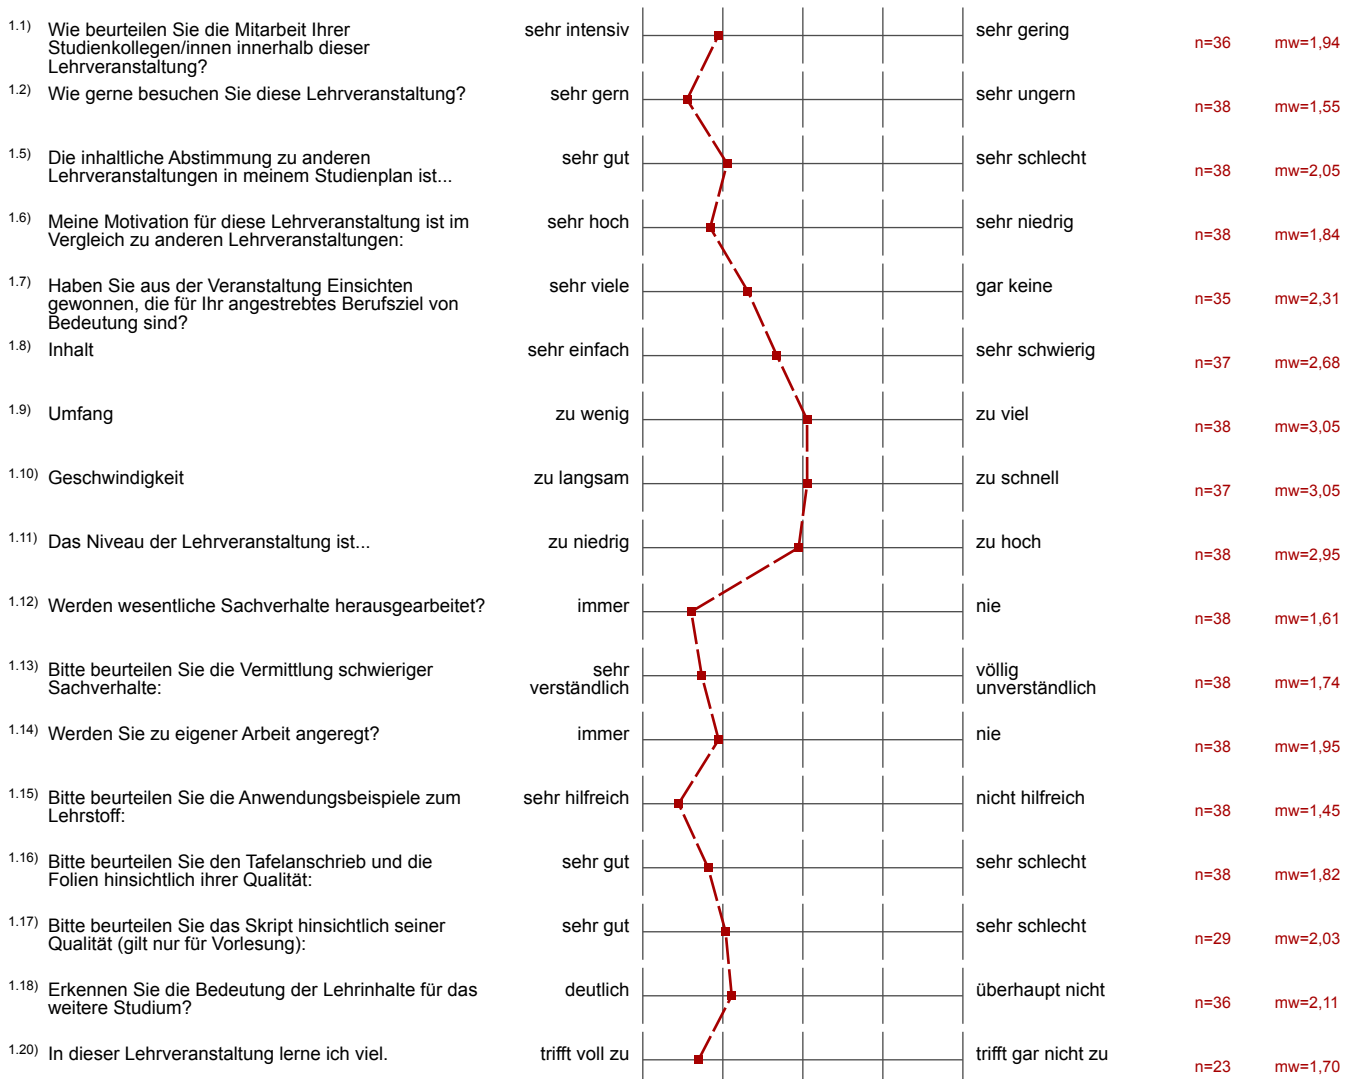 1.1) Wie beurteilen Sie die Mitarbeit Ihrer
Studienkollegen/innen innerhalb dieser
Lehrveranstaltung?
sehr intensiv
sehr gering
n=36 mw=1,94
1.2) Wie gerne besuchen Sie diese Lehrveranstaltung?
sehr gern
sehr ungern
n=38 mw=1,55
1.5) Die inhaltliche Abstimmung zu anderen
Lehrveranstaltungen in meinem Studienplan ist...
sehr gut
sehr schlecht
n=38 mw=2,05
1.6) Meine Motivation für diese Lehrveranstaltung ist im
Vergleich zu anderen Lehrveranstaltungen:
sehr hoch
sehr niedrig
n=38 mw=1,84
1.7) Haben Sie aus der Veranstaltung Einsichten
gewonnen, die für Ihr angestrebtes Berufsziel von
Bedeutung sind?
sehr viele
gar keine
n=35 mw=2,31
1.8) Inhalt
sehr einfach
sehr schwierig
n=37 mw=2,68
1.9) Umfang
zu wenig
zu viel
n=38 mw=3,05
1.10) Geschwindigkeit
zu langsam
zu schnell
n=37 mw=3,05
1.11) Das Niveau der Lehrveranstaltung ist...
zu niedrig
zu hoch
n=38 mw=2,95
1.12) Werden wesentliche Sachverhalte herausgearbeitet?
immer
nie
n=38 mw=1,61
1.13) Bitte beurteilen Sie die Vermittlung schwieriger
Sachverhalte:
sehr
verständlich
völlig
unverständlich
n=38 mw=1,74
1.14) Werden Sie zu eigener Arbeit angeregt?
immer
nie
n=38 mw=1,95
1.15) Bitte beurteilen Sie die Anwendungsbeispiele zum
Lehrstoff:
sehr hilfreich
nicht hilfreich
n=38 mw=1,45
1.16) Bitte beurteilen Sie den Tafelanschrieb und die
Folien hinsichtlich ihrer Qualität:
sehr gut
sehr schlecht
n=38 mw=1,82
1.17) Bitte beurteilen Sie das Skript hinsichtlich seiner
Qualität (gilt nur für Vorlesung):
sehr gut
sehr schlecht
n=29 mw=2,03
1.18) Erkennen Sie die Bedeutung der Lehrinhalte für das
weitere Studium?
deutlich
überhaupt nicht
n=36 mw=2,11
1.20) In dieser Lehrveranstaltung lerne ich viel.
trifft voll zu
trifft gar nicht zu
n=23 mw=1,70